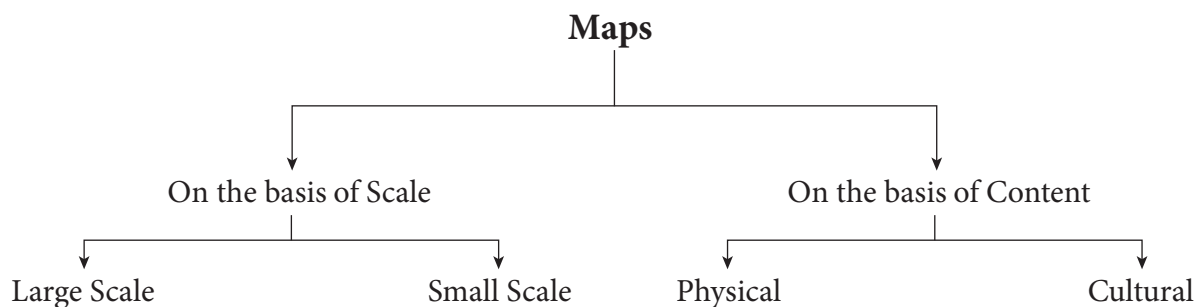 Maps
On the basis of Scale
On the basis of Content
Large Scale
Small Scale
Physical
Cultural